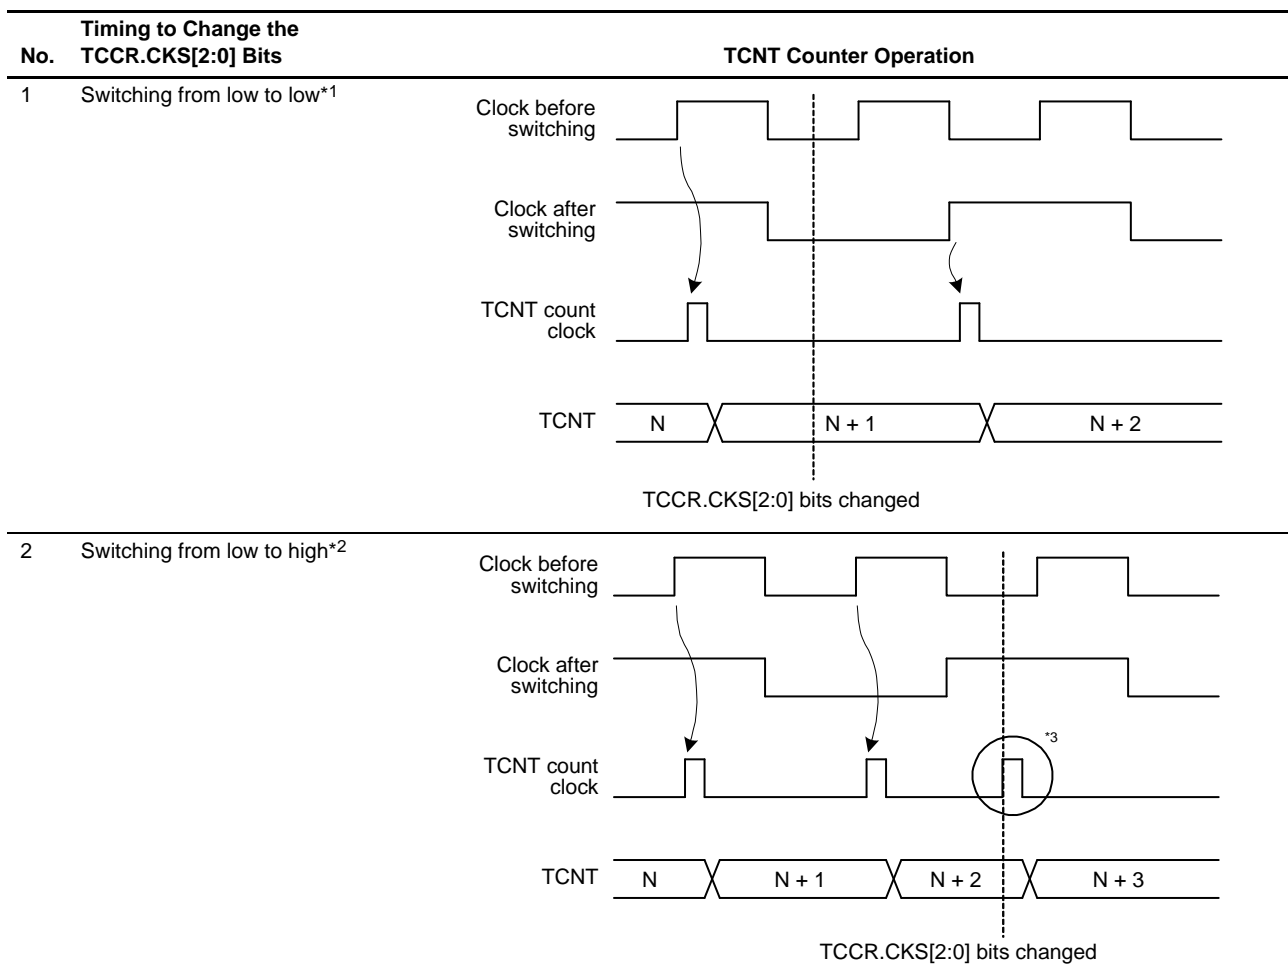 No.
Timing to Change the
TCCR.CKS[2:0] Bits
TCNT Counter Operation
1
Switching from low to low*1
Clock before
switching
Clock after
switching
TCNT count
clock
TCNT
N
N + 1
N + 2
TCCR.CKS[2:0] bits changed
2
Switching from low to high*2
Clock before
switching
Clock after
switching
*3
TCNT count
clock
TCNT
N
N + 1
N + 2
N + 3
TCCR.CKS[2:0] bits changed